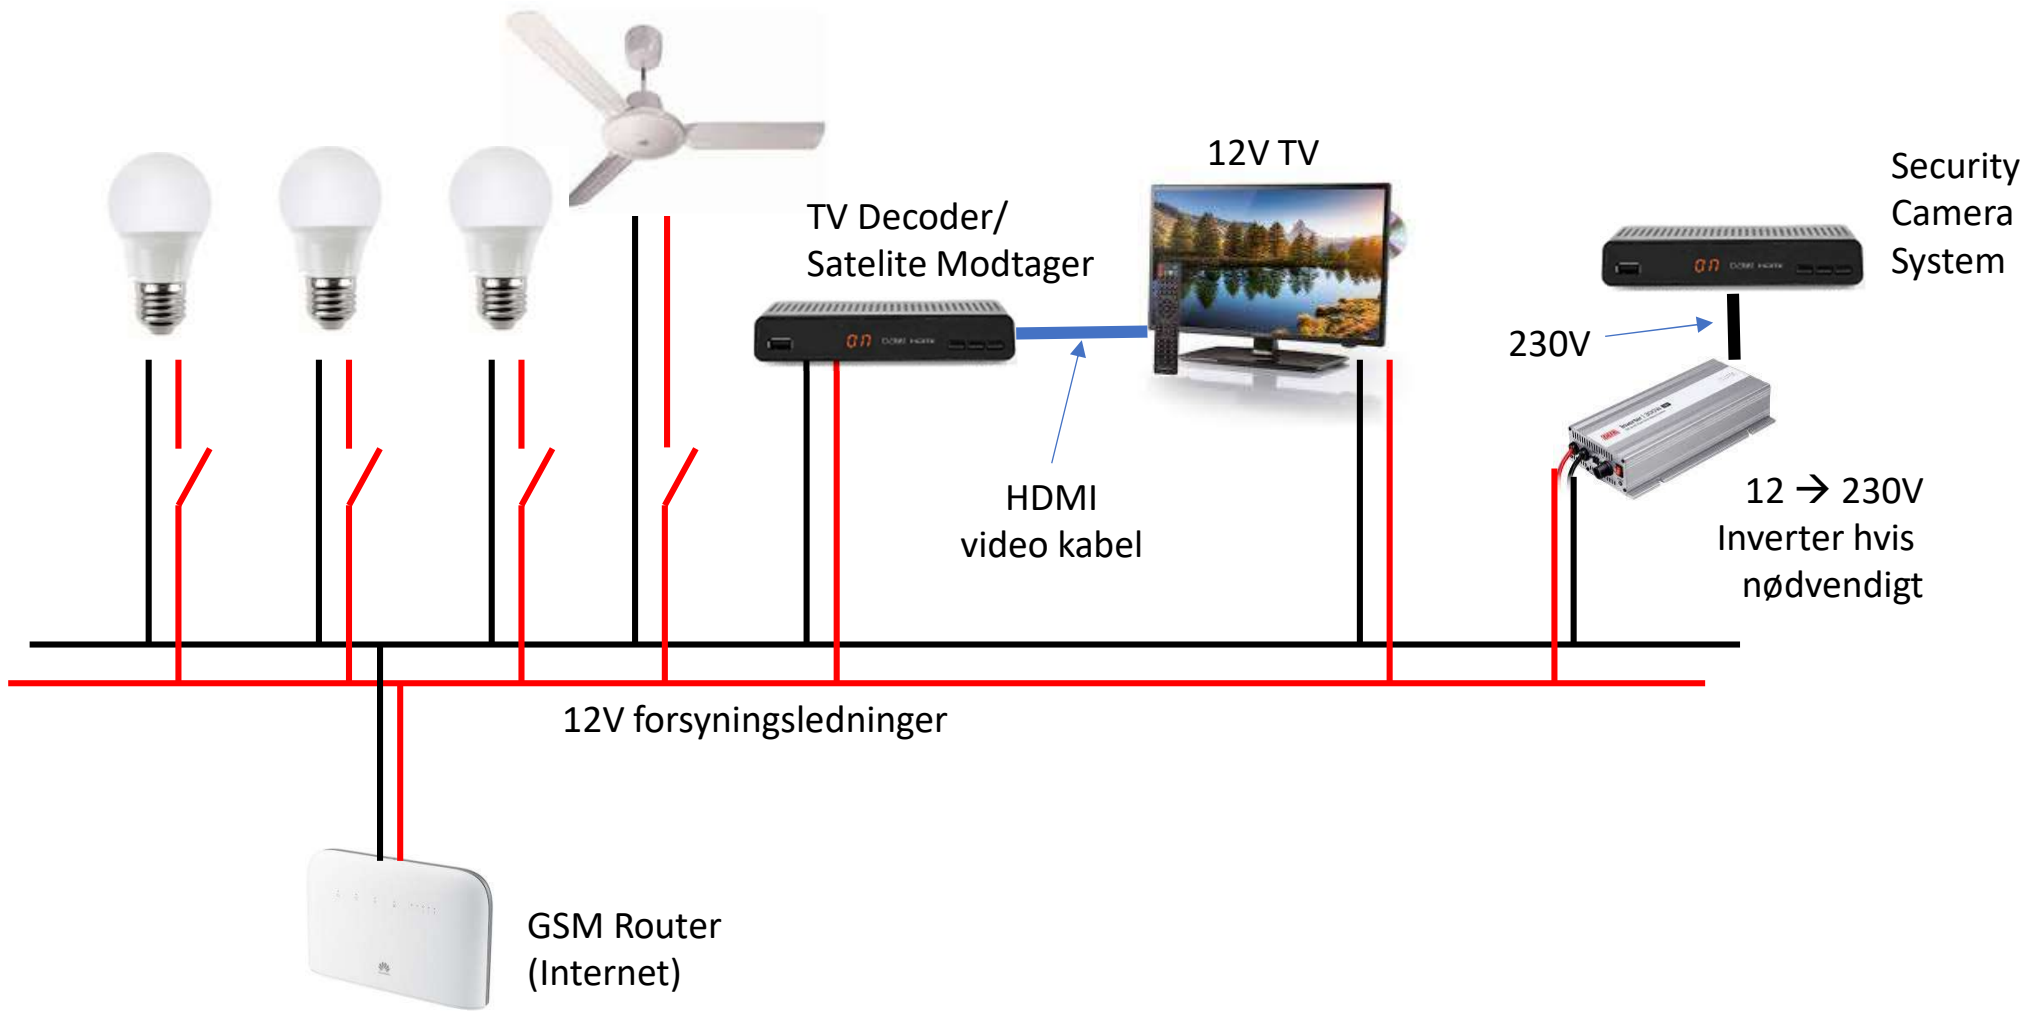 12V TV
Security
Camera
System
TV Decoder/
Satelite Modtager
230V
HDMI
video kabel
12 → 230V
Inverter hvis
nødvendigt
12V forsyningsledninger
GSM Router
(Internet)